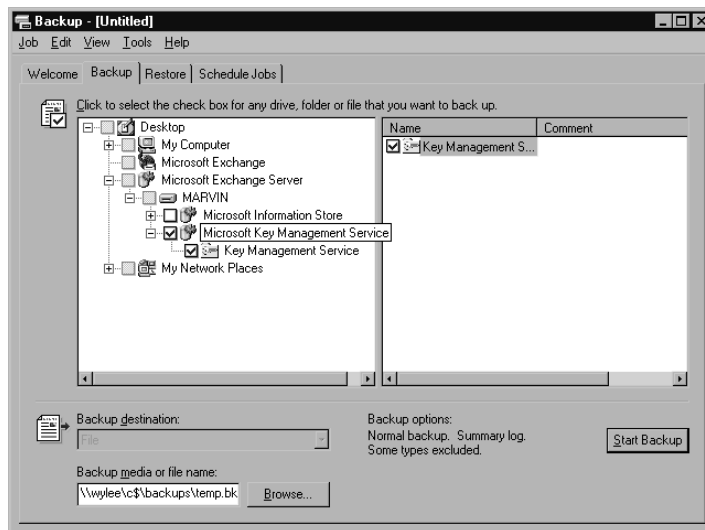 Backup - [Untitled]
Job Edit View Tools Help
Welcome Backup Restore Schedule Jobs
Click to select the check box for any drive, folder or file that you want to back up.
Desktop
My Computer
Microsoft Exchange
Microsoft Exchange Server
MARVIN
Microsoft Information Store
Microsoft Key Management Service
Key Management Service
My Network Places
Name Comment
Key Management S...
Backup destination:
File
Backup media or file name:
\\wylee\c$\backups\temp.bk
Browse...
Backup options:
Normal backup. Summary log.
Some types excluded.
Start Backup